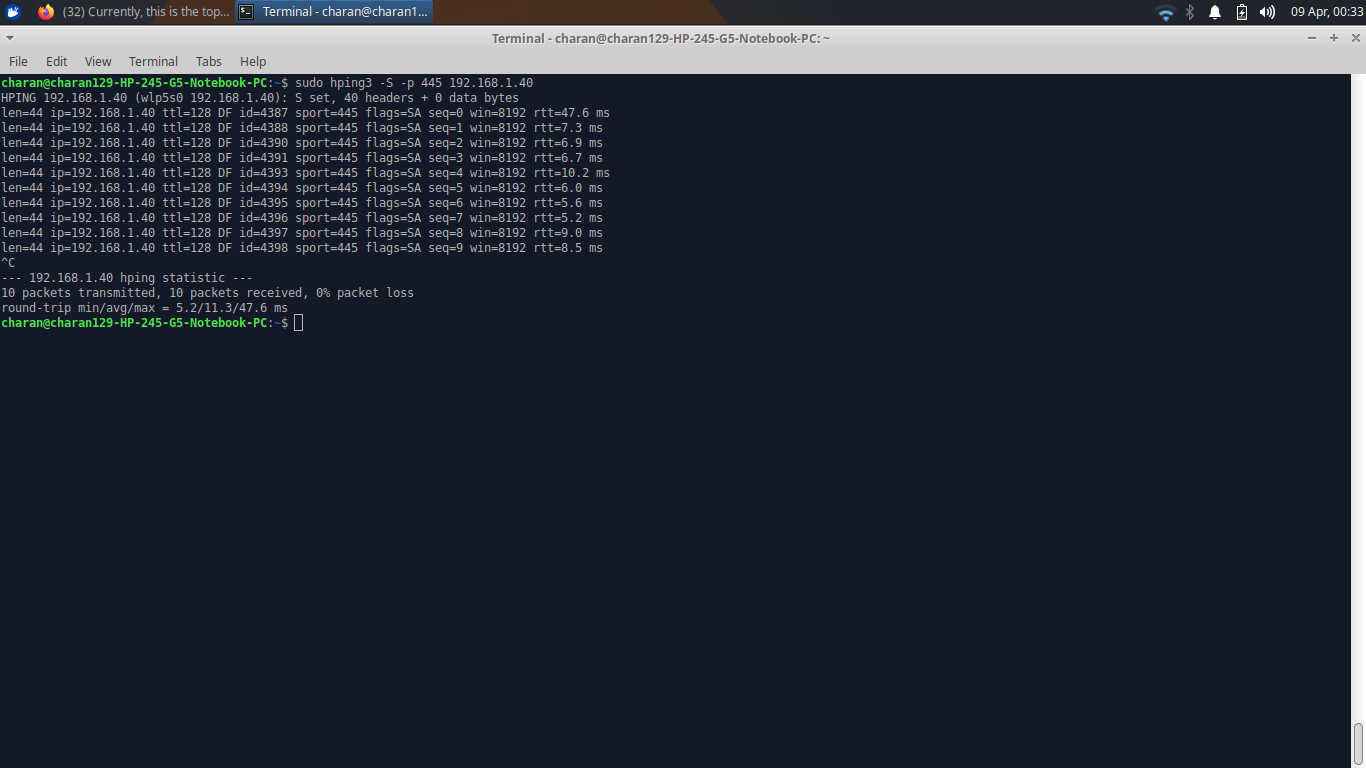 (32) Currently, this is the top...
Terminal - charan@charan1...
09 Apr, 00:33
Terminal - charan@charan129-HP-245-G5-Notebook-PC: ~
File Edit View Terminal Tabs Help
charan@charan129-HP-245-G5-Notebook-PC:~$ sudo hping3 -S -p 445 192.168.1.40
HPING 192.168.1.40 (wlp5s0 192.168.1.40): S set, 40 headers + 0 data bytes
len=44 ip=192.168.1.40 ttl=128 DF id=4387 sport=445 flags=SA seq=0 win=8192 rtt=47.6 ms
len=44 ip=192.168.1.40 ttl=128 DF id=4388 sport=445 flags=SA seq=1 win=8192 rtt=7.3 ms
len=44 ip=192.168.1.40 ttl=128 DF id=4390 sport=445 flags=SA seq=2 win=8192 rtt=6.9 ms
len=44 ip=192.168.1.40 ttl=128 DF id=4391 sport=445 flags=SA seq=3 win=8192 rtt=6.7 ms
len=44 ip=192.168.1.40 ttl=128 DF id=4393 sport=445 flags=SA seq=4 win=8192 rtt=10.2 ms
len=44 ip=192.168.1.40 ttl=128 DF id=4394 sport=445 flags=SA seq=5 win=8192 rtt=6.0 ms
len=44 ip=192.168.1.40 ttl=128 DF id=4395 sport=445 flags=SA seq=6 win=8192 rtt=5.6 ms
len=44 ip=192.168.1.40 ttl=128 DF id=4396 sport=445 flags=SA seq=7 win=8192 rtt=5.2 ms
len=44 ip=192.168.1.40 ttl=128 DF id=4397 sport=445 flags=SA seq=8 win=8192 rtt=9.0 ms
len=44 ip=192.168.1.40 ttl=128 DF id=4398 sport=445 flags=SA seq=9 win=8192 rtt=8.5 ms
^C
--- 192.168.1.40 hping statistic ---
10 packets transmitted, 10 packets received, 0% packet loss
round-trip min/avg/max = 5.2/11.3/47.6 ms
charan@charan129-HP-245-G5-Notebook-PC:~$